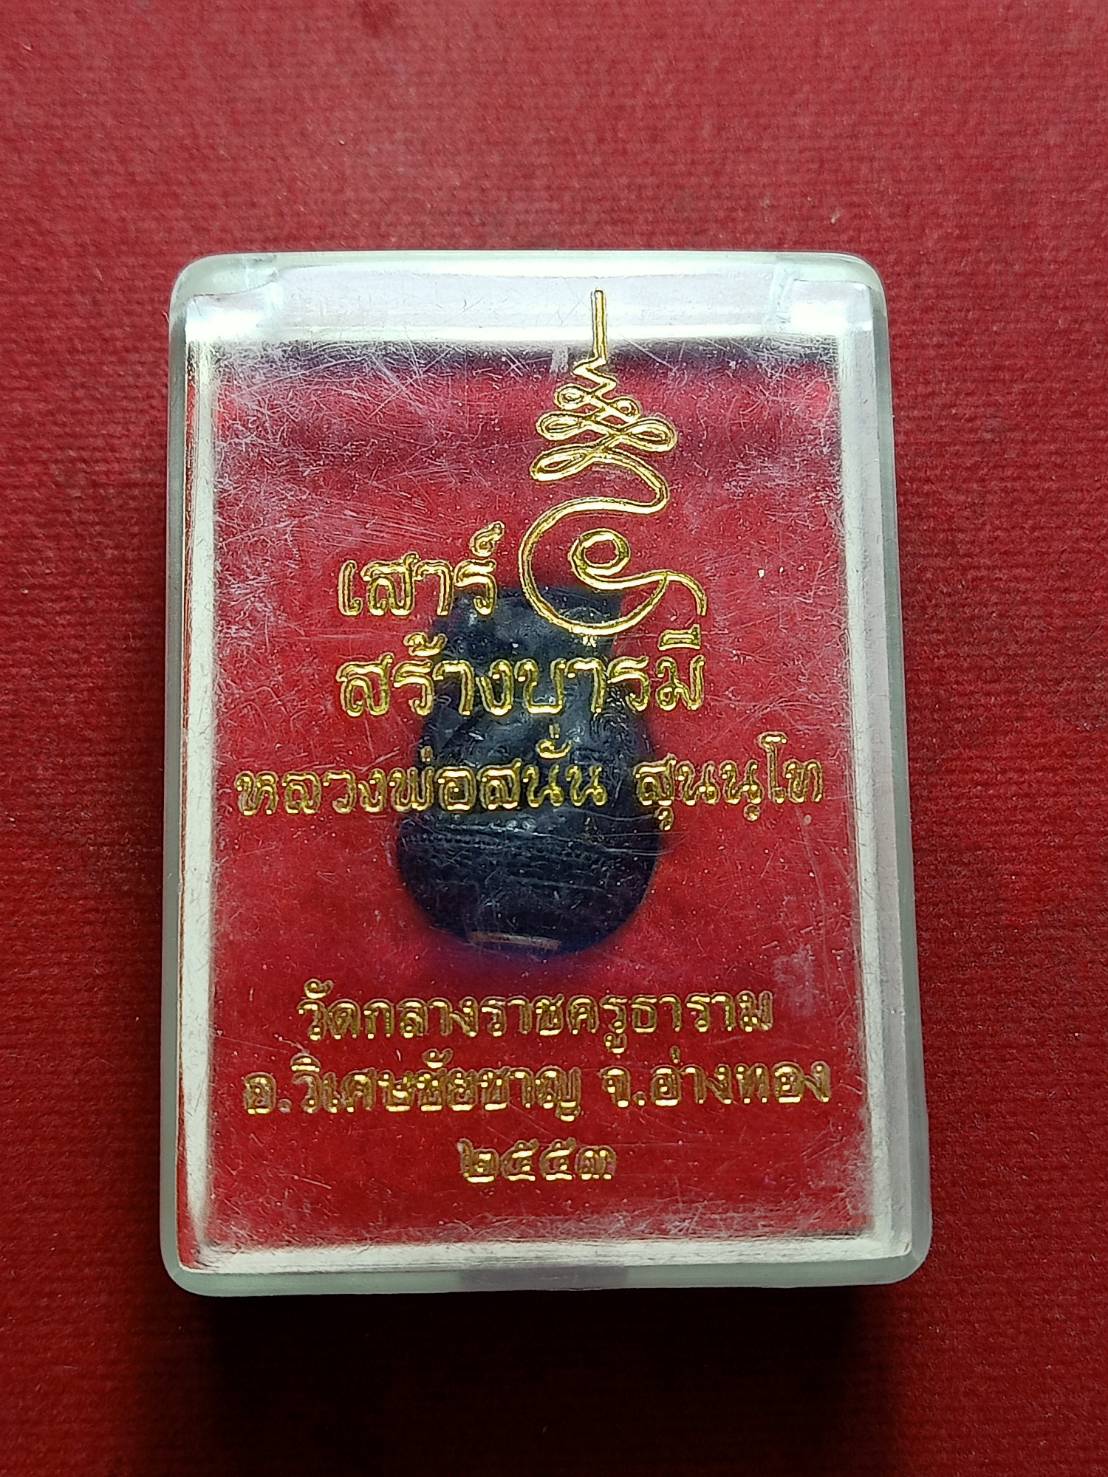 เสาร์ ๕
สร้างบารมี
หลวงพ่อสนั่น สุนนฺโท
วัดกลางราชครูธาราม
อ.วิเศษชัยชาญ จ.อ่างทอง
๒๕๕๓